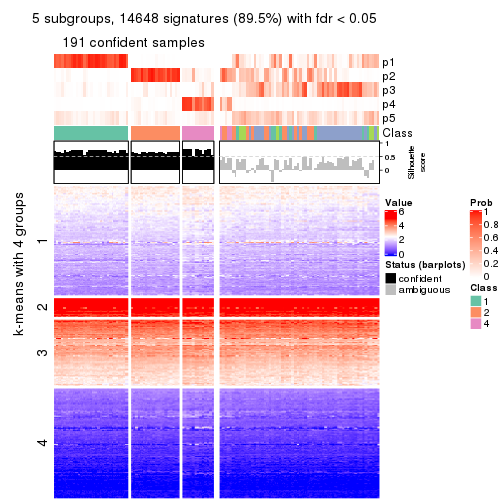 5 subgroups, 14648 signatures (89.5%) with fdr < 0.05
191 confident samples
p1
p2
p3
p4
p5
Class
1
0.5
0
Silhouette
score
k-means with 4 groups
1
2
3
4
Value
6
4
2
0
Status (barplots)
confident
ambiguous
Prob
1
0.8
0.6
0.4
0.2
0
Class
1
2
4